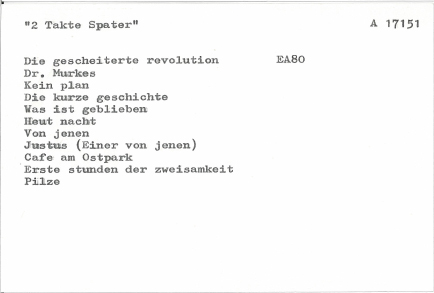 "2 Takte Spater" A 17151
Die gescheiterte revolution EA80
Dr. Murkes
Kein plan
Die kurze geschichte
Was ist geblieben
Heut nacht
Von jenen
Justus (Einer von jenen)
Cafe am Ostpark
Erste stunden der zweisamkeit
Pilze